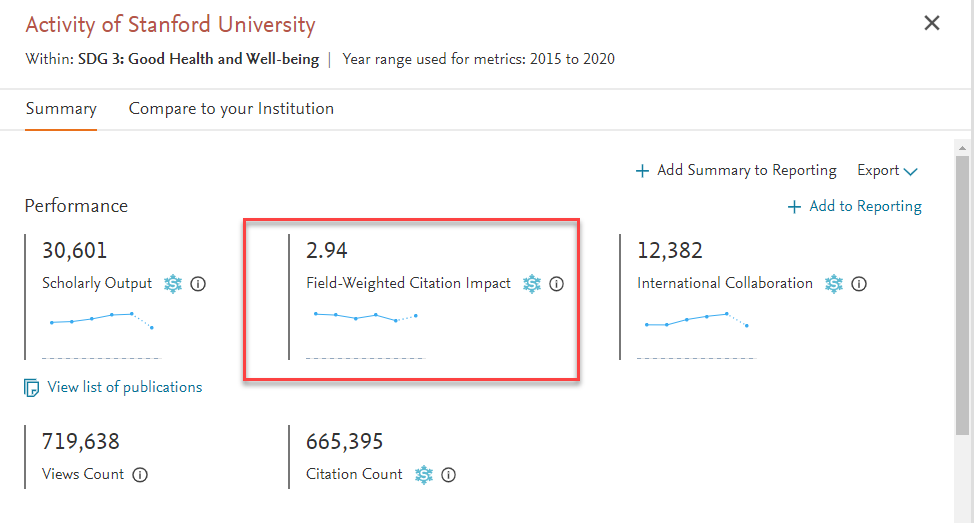 Activity of Stanford University
Within: SDG 3: Good Health and Well-being | Year range used for metrics: 2015 to 2020
Summary Compare to your Institution
+ Add Summary to Reporting Export
Performance + Add to Reporting
30,601 2.94 12,382
Scholarly Output Field-Weighted Citation Impact International Collaboration
View list of publications
719,638 665,395
Views Count Citation Count